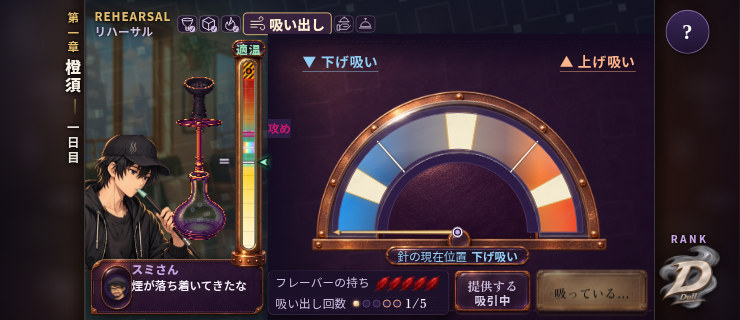 第一章 橙須 ― 一日目
REHEARSAL
リハーサル
吸い出し
?
適温
▼ 下げ吸い
▲ 上げ吸い
攻め
針の現在位置 下げ吸い
スミさん
煙が落ち着いてきたな
フレーバーの持ち
吸い出し回数 1/5
提供する
吸引中
吸っている...
RANK
D
Doll